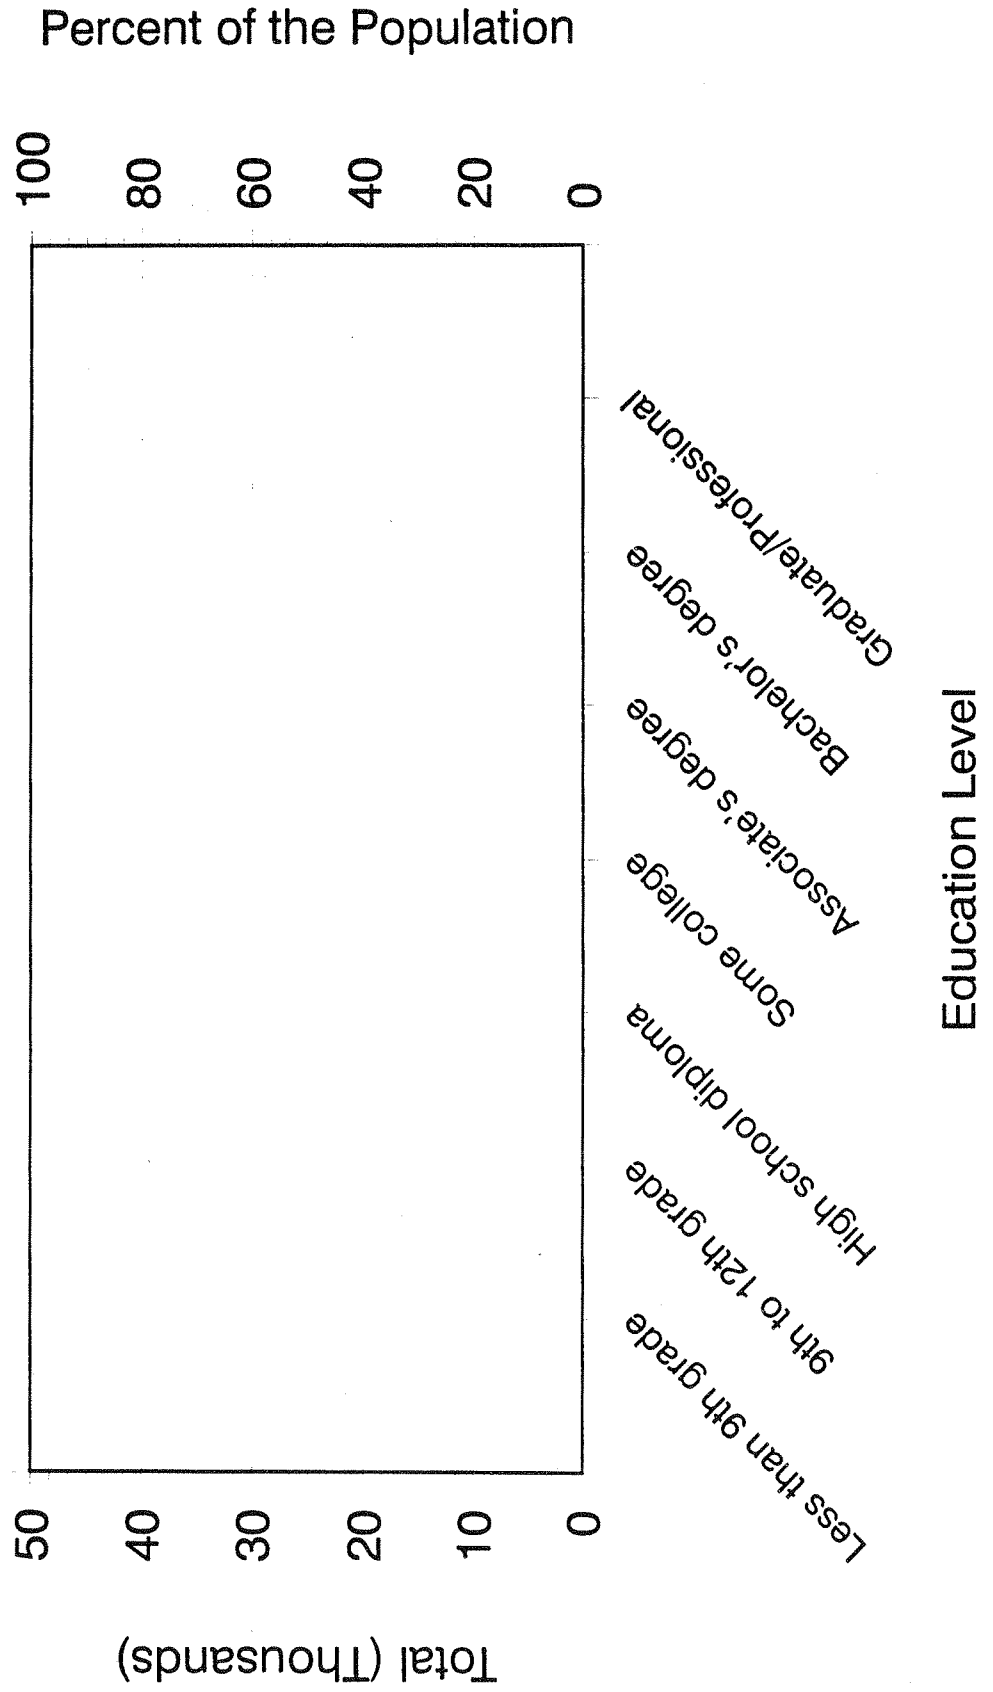 Total (Thousands)
50
40
30
20
10
0
Percent of the Population
100
80
60
40
20
0
Less than 9th grade
9th to 12th grade
High school diploma
Some college
Associate's degree
Bachelor's degree
Graduate/Professional
Education Level